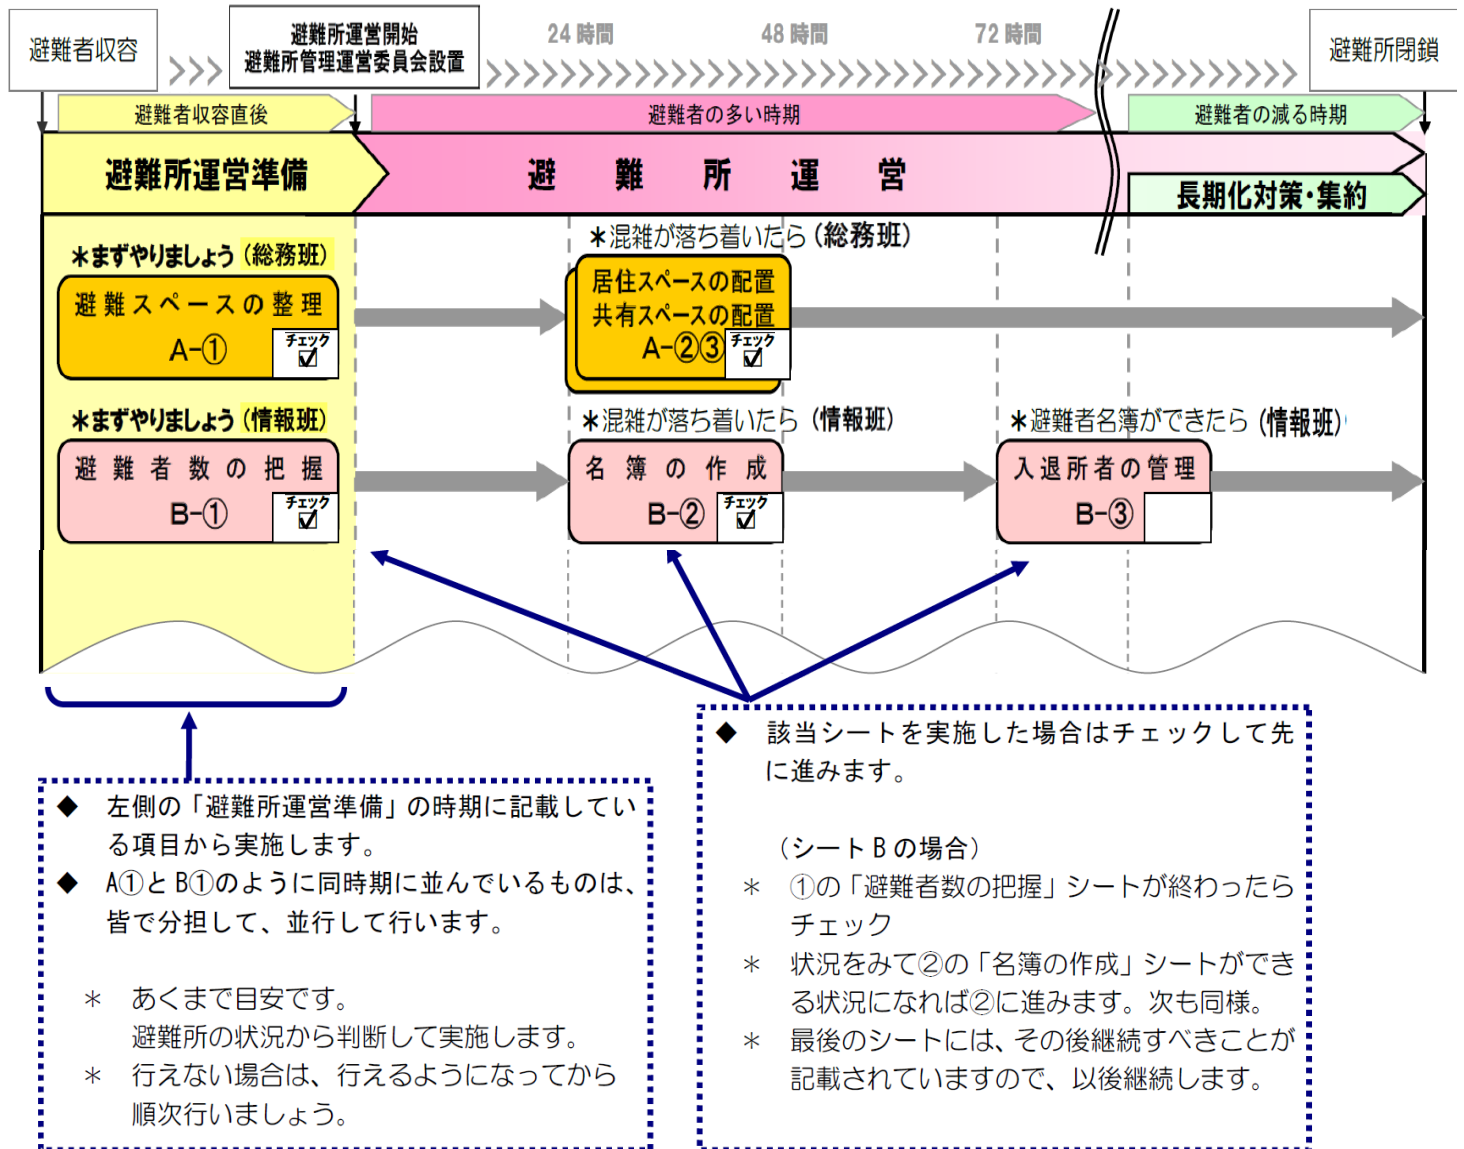 避難者収容
避難所運営開始
避難所管理運営委員会設置
24時間
48時間
72時間
避難所閉鎖
避難者収容直後
避難者の多い時期
避難者の減る時期
避難所運営準備
避難所運営
長期化対策・集約
＊まずやりましょう（総務班）
避難スペースの整理
A-①
チェック
＊混雑が落ち着いたら（総務班）
居住スペースの配置
共有スペースの配置
A-②③
チェック
＊まずやりましょう（情報班）
避難者数の把握
B-①
チェック
＊混雑が落ち着いたら（情報班）
名簿の作成
B-②
チェック
＊避難者名簿ができたら（情報班）
入退所者の管理
B-③
◆ 左側の「避難所運営準備」の時期に記載してい
る項目から実施します。
◆ A①とB①のように同時期に並んでいるものは、
皆で分担して、並行して行います。
＊ あくまで目安です。
避難所の状況から判断して実施します。
＊ 行えない場合は、行えるようになってから
順次行いましょう。
◆ 該当シートを実施した場合はチェックして先
に進みます。
（シートBの場合）
＊ ①の「避難者数の把握」シートが終わったら
チェック
＊ 状況をみて②の「名簿の作成」シートができ
る状況になれば②に進みます。次も同様。
＊ 最後のシートには、その後継続すべきことが
記載されていますので、以後継続します。